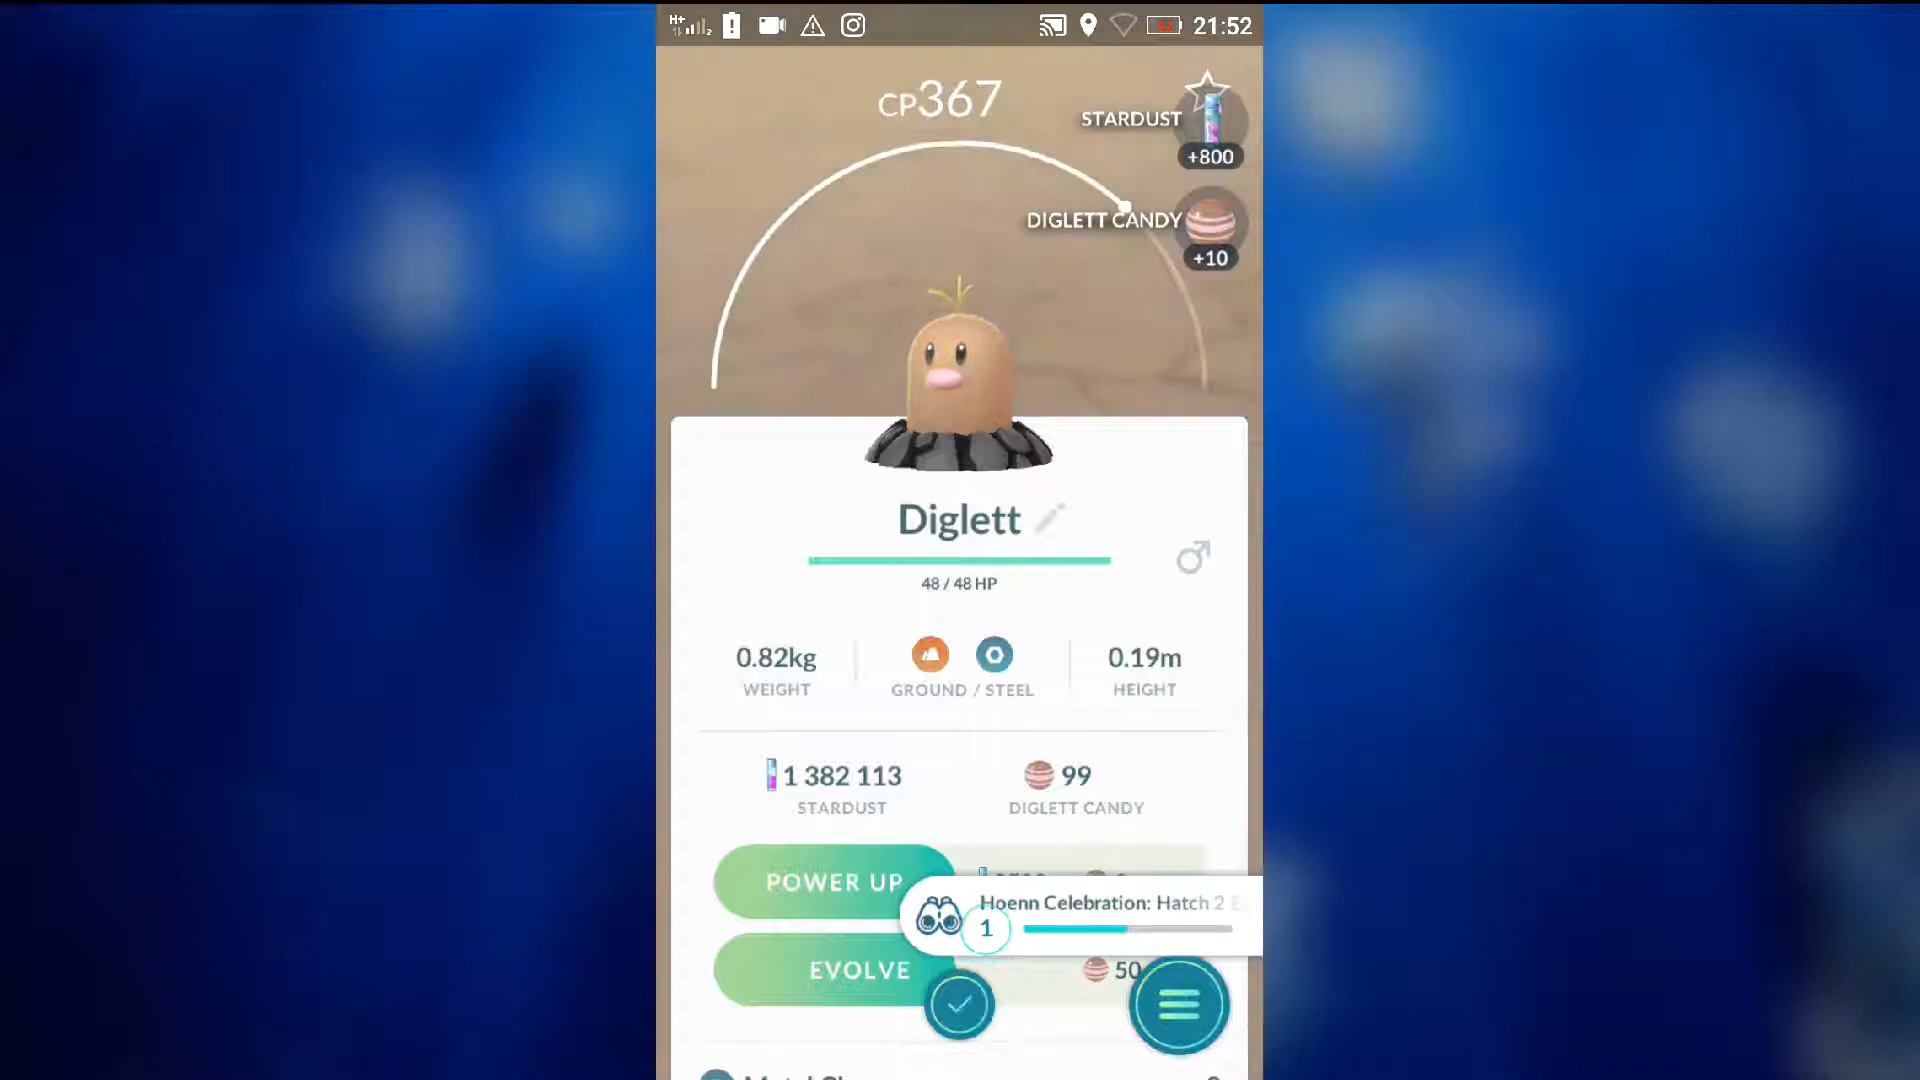 H+ 21:52
CP367
STARDUST
+800
DIGLETT CANDY
+10
Diglett
48 / 48 HP
0.82kg
WEIGHT
GROUND / STEEL
0.19m
HEIGHT
1 382 113
STARDUST
99
DIGLETT CANDY
POWER UP
Hoenn Celebration: Hatch 2
1
EVOLVE
50